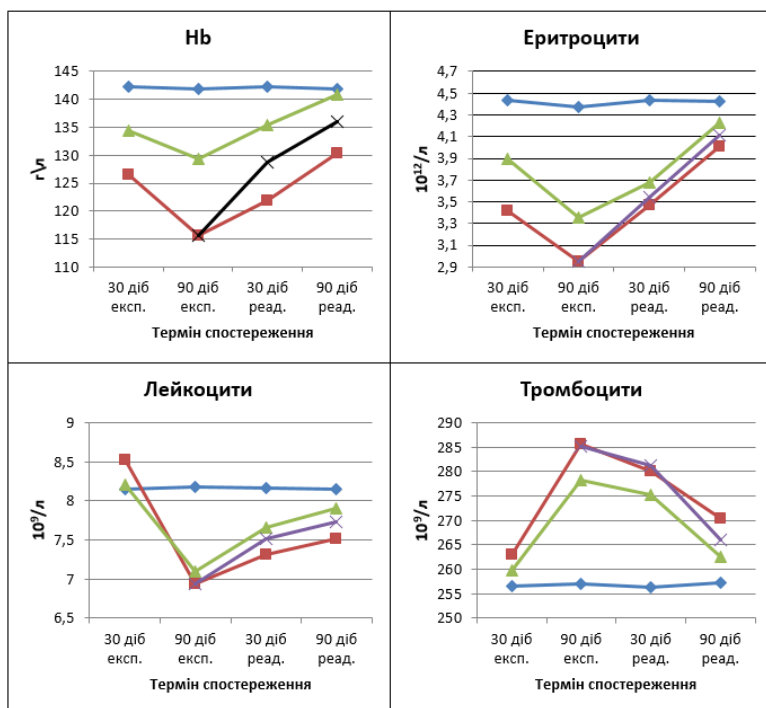 Hb
145
140
135
130
125
120
115
110
г\л
30 діб 90 діб 30 діб 90 діб
експ. експ. реад. реад.
Термін спостереження
Еритроцити
4,7
4,5
4,3
4,1
3,9
3,7
3,5
3,3
3,1
2,9
10¹²/л
30 діб 90 діб 30 діб 90 діб
експ. експ. реад. реад.
Термін спостереження
Лейкоцити
9
8,5
8
7,5
7
6,5
10⁹/л
30 діб 90 діб 30 діб 90 діб
експ. експ. реад. реад.
Термін спостереження
Тромбоцити
290
285
280
275
270
265
260
255
250
10⁹/л
30 діб 90 діб 30 діб 90 діб
експ. експ. реад. реад.
Термін спостереження